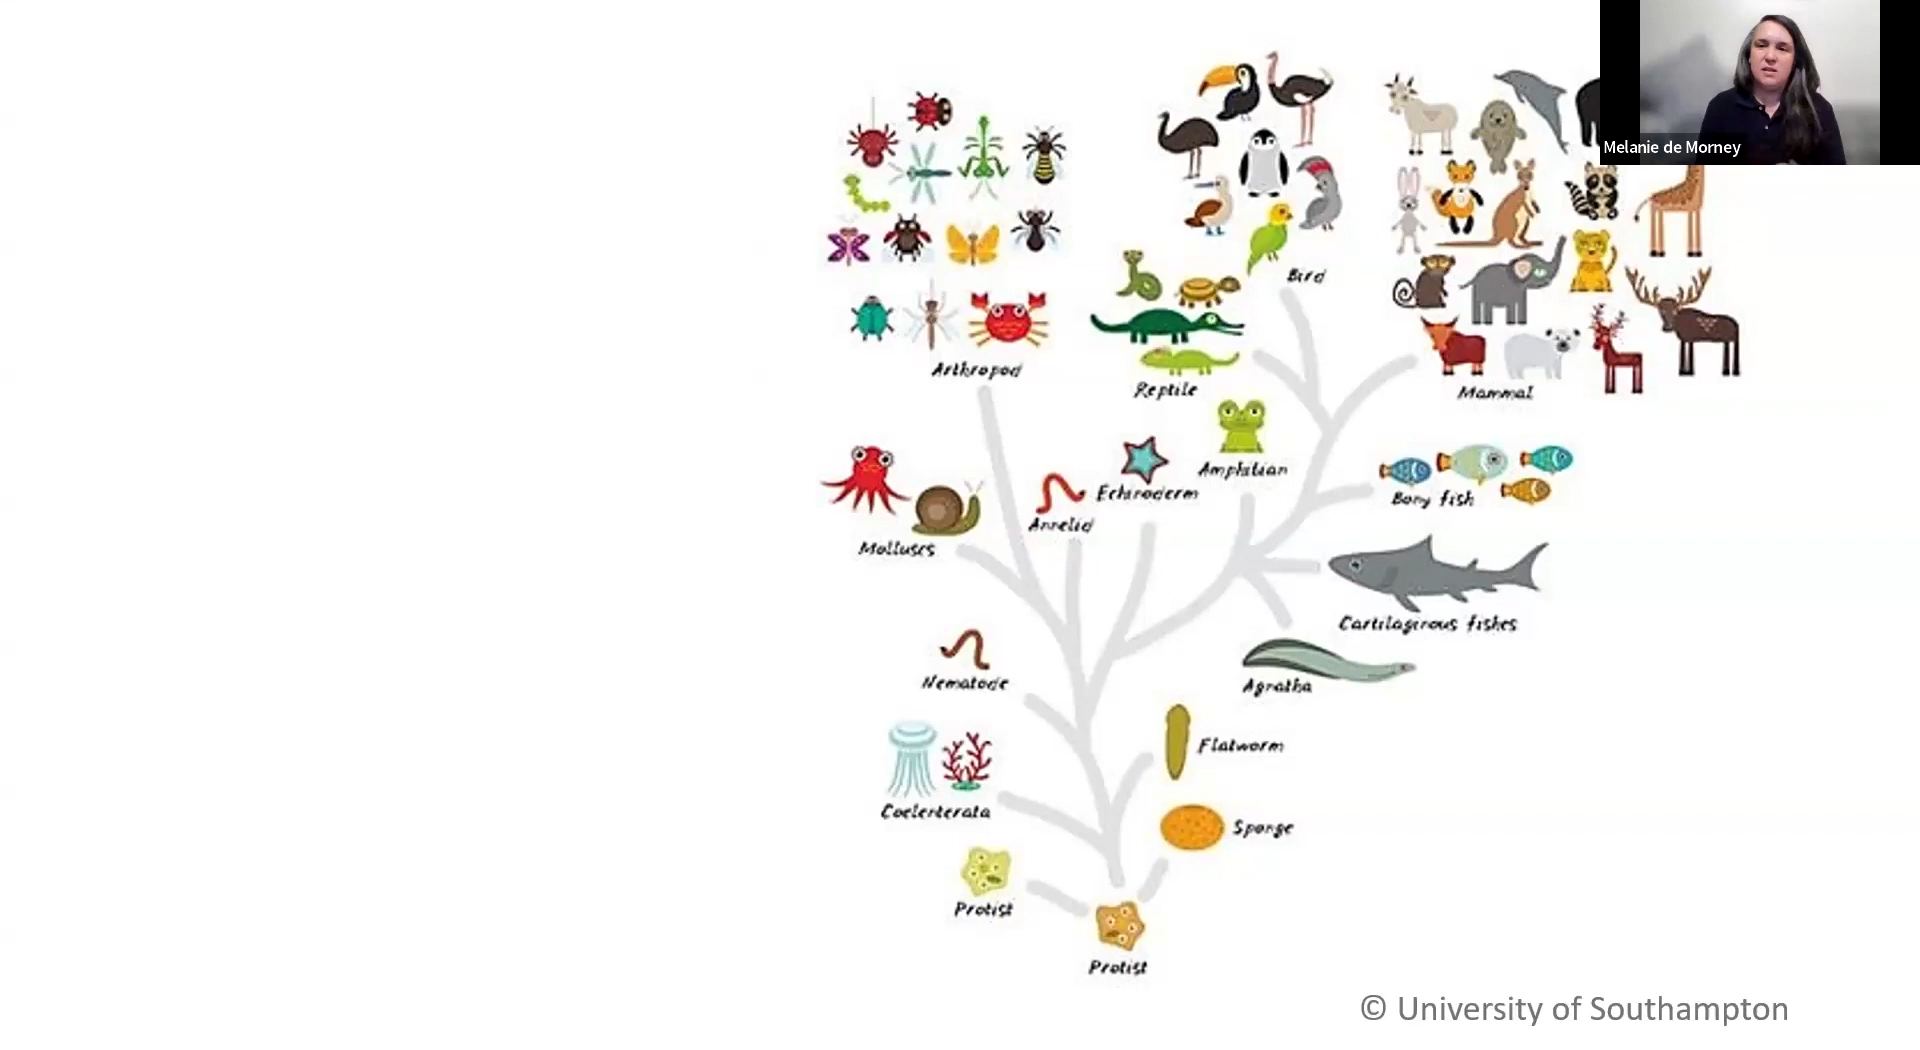 Melanie de Morney
Bird
Arthropod
Reptile
Mammal
Amphibian
Echinoderm
Bony fish
Annelid
Molluscs
Cartilaginous fishes
Nematode
Agnatha
Flatworm
Coelenterata
Sponge
Protist
Protist
© University of Southampton